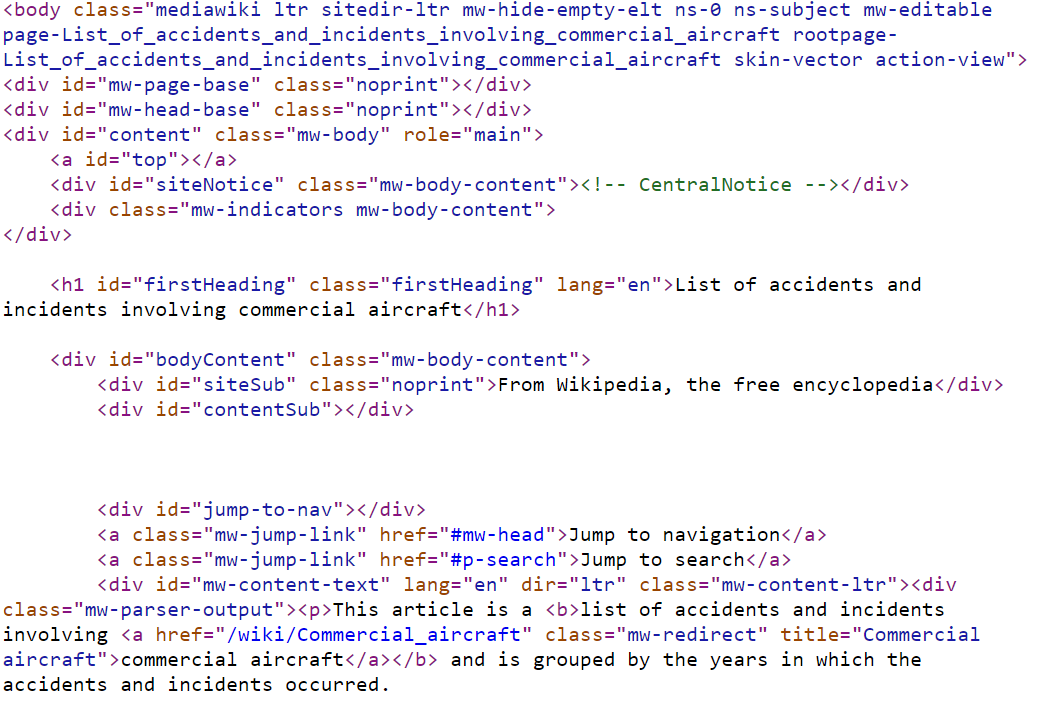 <body class="mediawiki ltr sitedir-ltr mw-hide-empty-elt ns-0 ns-subject mw-editable
page-List_of_accidents_and_incidents_involving_commercial_aircraft rootpage-
List_of_accidents_and_incidents_involving_commercial_aircraft skin-vector action-view">
<div id="mw-page-base" class="noprint"></div>
<div id="mw-head-base" class="noprint"></div>
<div id="content" class="mw-body" role="main">
<a id="top"></a>
<div id="siteNotice" class="mw-body-content"><!-- CentralNotice --></div>
<div class="mw-indicators mw-body-content">
</div>
<h1 id="firstHeading" class="firstHeading" lang="en">List of accidents and
incidents involving commercial aircraft</h1>
<div id="bodyContent" class="mw-body-content">
<div id="siteSub" class="noprint">From Wikipedia, the free encyclopedia</div>
<div id="contentSub"></div>
<div id="jump-to-nav"></div>
<a class="mw-jump-link" href="#mw-head">Jump to navigation</a>
<a class="mw-jump-link" href="#p-search">Jump to search</a>
<div id="mw-content-text" lang="en" dir="ltr" class="mw-content-ltr"><div
class="mw-parser-output"><p>This article is a <b>list of accidents and incidents
involving <a href="/wiki/Commercial_aircraft" class="mw-redirect" title="Commercial
aircraft">commercial aircraft</a></b> and is grouped by the years in which the
accidents and incidents occurred.